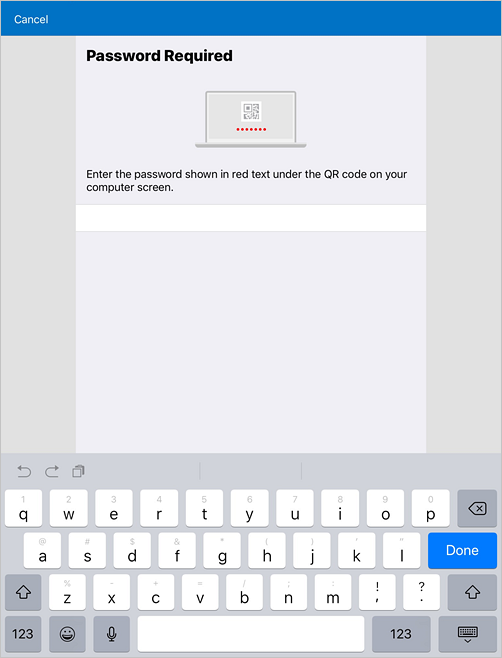 Cancel
Password Required
Enter the password shown in red text under the QR code on your
computer screen.
1 2 3 4 5 6 7 8 9 0
q w e r t y u i o p
@ # $ & * ( ) ' "
a s d f g h j k l Done
% - + = / ; : ! ?
z x c v b n m , .
123 123